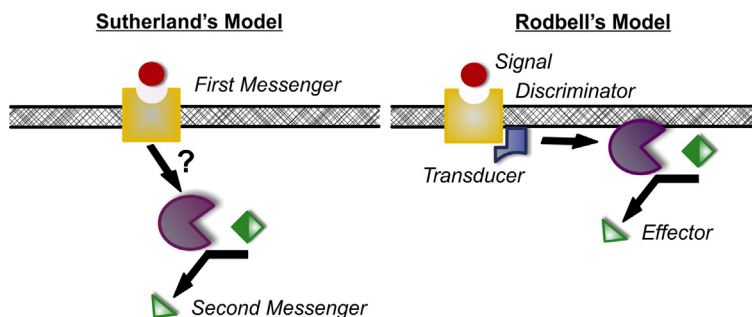 Sutherland's Model
First Messenger
?
Second Messenger
Rodbell's Model
Signal
Discriminator
Transducer
Effector